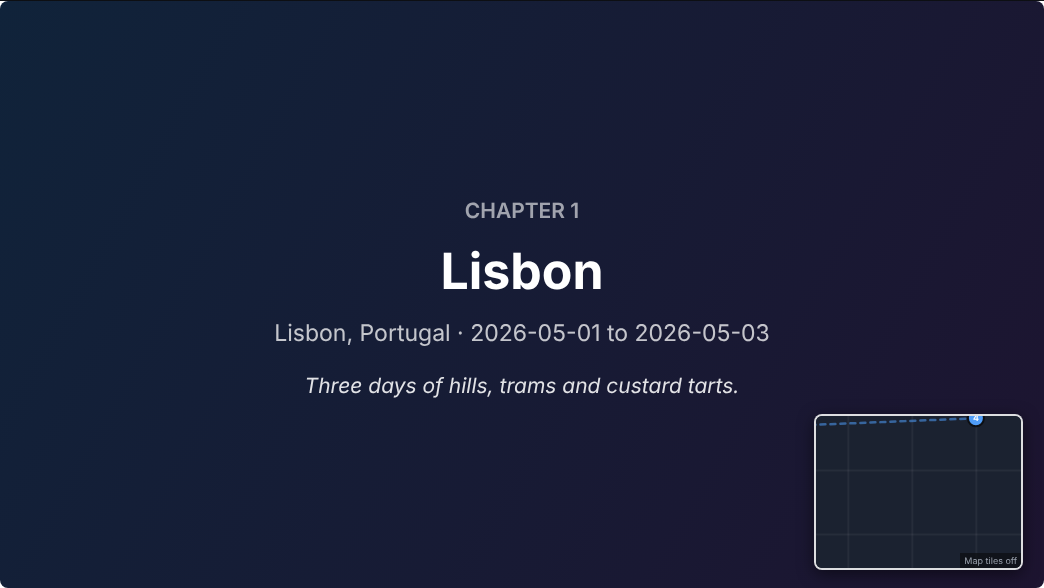 CHAPTER 1
Lisbon
Lisbon, Portugal · 2026-05-01 to 2026-05-03
Three days of hills, trams and custard tarts.
4
Map tiles off